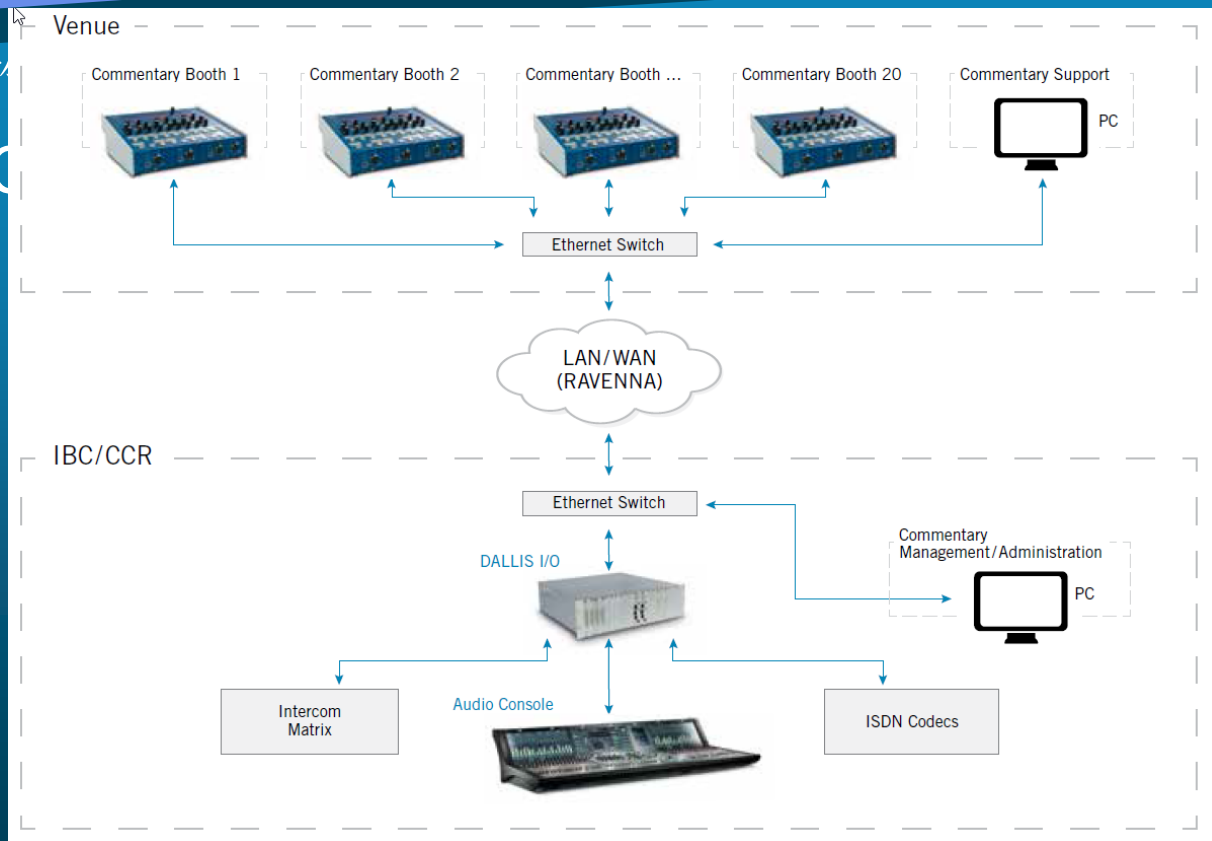 Venue
Commentary Booth 1
Commentary Booth 2
Commentary Booth ...
Commentary Booth 20
Commentary Support
PC
Ethernet Switch
LAN/WAN
(RAVENNA)
IBC/CCR
Ethernet Switch
Commentary
Management/Administration
PC
DALLIS I/O
Intercom
Matrix
Audio Console
ISDN Codecs